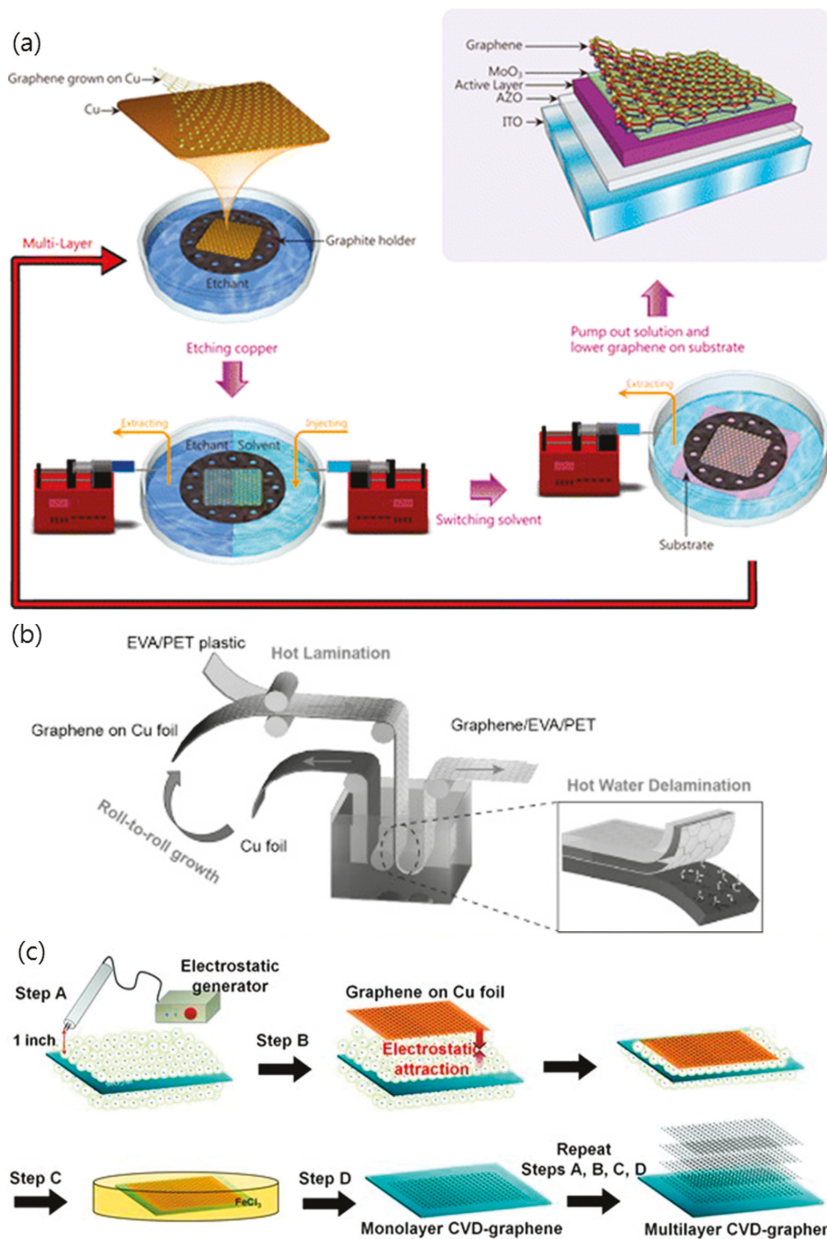 (a)
Graphene grown on Cu
Cu
Graphite holder
Etchant
Multi-Layer
Etching copper
Extracting
Etchant
Solvent
Injecting
Switching solvent
Extracting
Substrate
Pump out solution and
lower graphene on substrate
Graphene
MoO₃
Active Layer
AZO
ITO
(b)
EVA/PET plastic
Hot Lamination
Graphene on Cu foil
Graphene/EVA/PET
Hot Water Delamination
Roll-to-roll growth
Cu foil
(c)
Step A
Electrostatic
generator
1 inch
Step B
Graphene on Cu foil
Electrostatic
attraction
Step C
FeCl₃
Step D
Monolayer CVD-graphene
Repeat
Steps A, B, C, D
Multilayer CVD-graphen